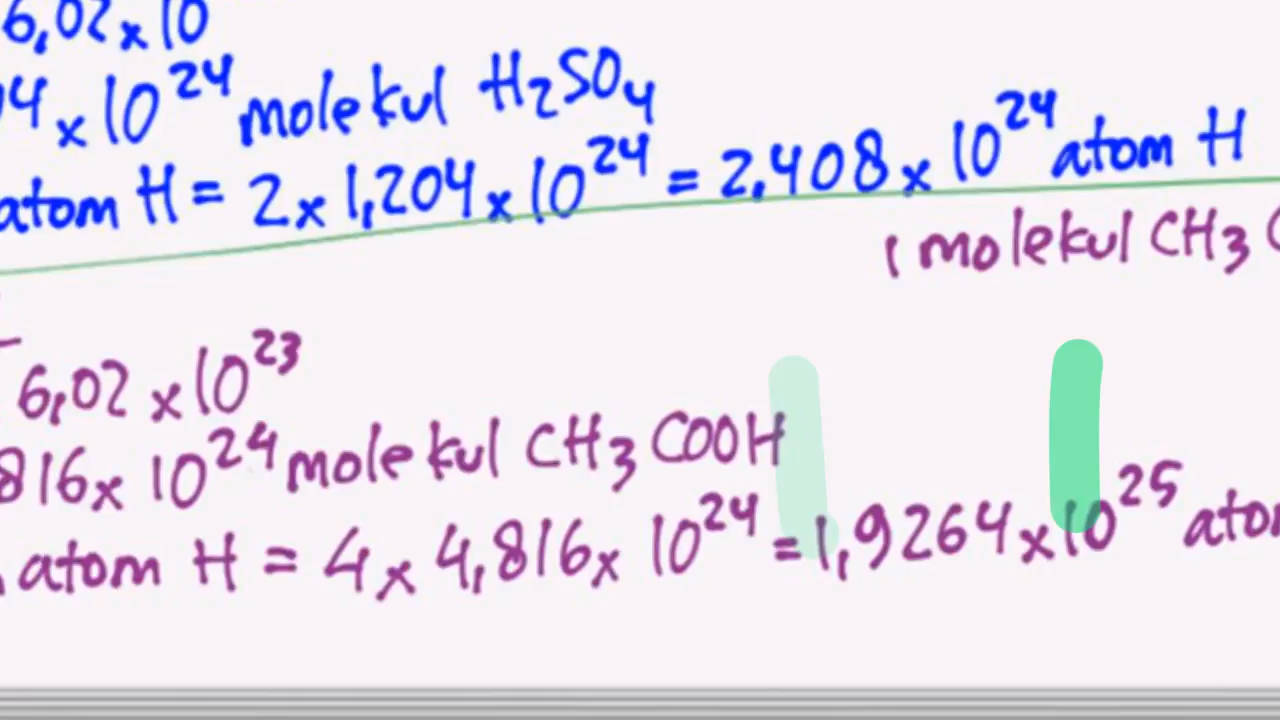 6,02 x 10
4 x 10²⁴ molekul H₂SO₄
atom H = 2 x 1,204 x 10²⁴ = 2,408 x 10²⁴ atom H
1 molekul CH₃
6,02 x 10²³
816 x 10²⁴ molekul CH₃COOH
atom H = 4 x 4,816 x 10²⁴ = 1,9264 x 10²⁵ atom